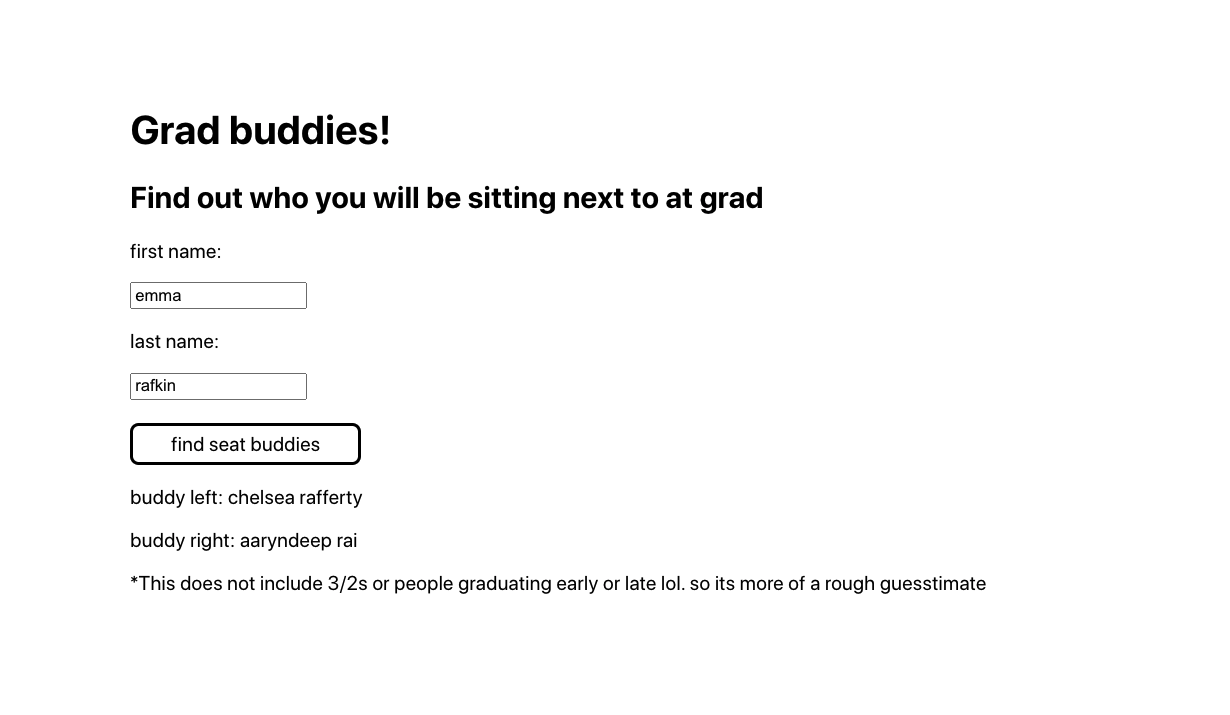 Grad buddies!
Find out who you will be sitting next to at grad
first name:
emma
last name:
rafkin
find seat buddies
buddy left: chelsea rafferty
buddy right: aaryndeep rai
*This does not include 3/2s or people graduating early or late lol. so its more of a rough guesstimate